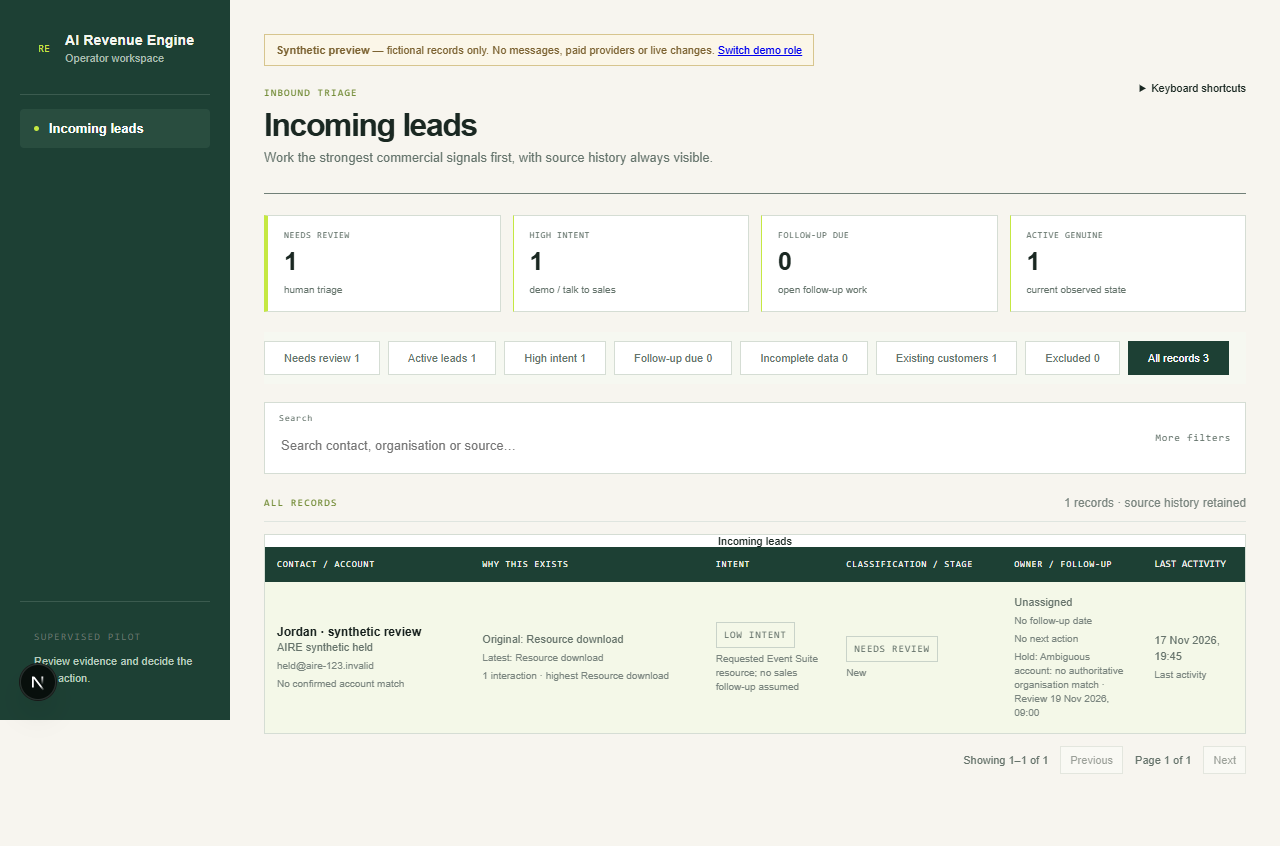 RE
AI Revenue Engine
Operator workspace
Incoming leads
SUPERVISED PILOT
Review evidence and decide the
action.
N
Synthetic preview — fictional records only. No messages, paid providers or live changes. Switch demo role
INBOUND TRIAGE
▶ Keyboard shortcuts
Incoming leads
Work the strongest commercial signals first, with source history always visible.
NEEDS REVIEW
1
human triage
HIGH INTENT
1
demo / talk to sales
FOLLOW-UP DUE
0
open follow-up work
ACTIVE GENUINE
1
current observed state
Needs review 1
Active leads 1
High intent 1
Follow-up due 0
Incomplete data 0
Existing customers 1
Excluded 0
All records 3
Search
Search contact, organisation or source…
More filters
ALL RECORDS
1 records · source history retained
Incoming leads
CONTACT / ACCOUNT
WHY THIS EXISTS
INTENT
CLASSIFICATION / STAGE
OWNER / FOLLOW-UP
LAST ACTIVITY
Jordan · synthetic review
AIRE synthetic held
held@aire-123.invalid
No confirmed account match
Original: Resource download
Latest: Resource download
1 interaction · highest Resource download
LOW INTENT
Requested Event Suite
resource; no sales
follow-up assumed
NEEDS REVIEW
New
Unassigned
No follow-up date
No next action
Hold: Ambiguous
account: no authoritative
organisation match ·
Review 19 Nov 2026,
09:00
17 Nov 2026,
19:45
Last activity
Showing 1–1 of 1
Previous
Page 1 of 1
Next